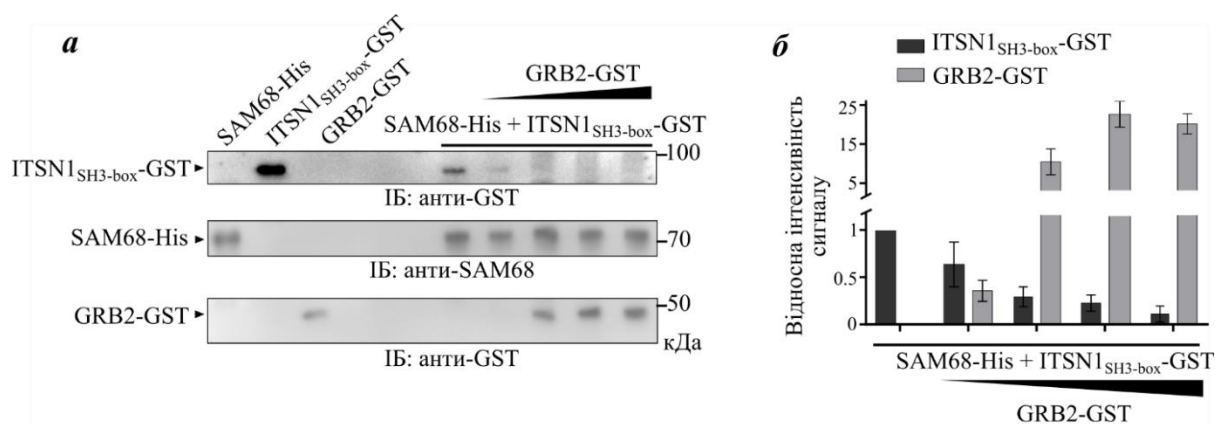 а
SAM68-His
ITSN1SH3-box-GST
GRB2-GST
GRB2-GST
SAM68-His + ITSN1SH3-box-GST
ITSN1SH3-box-GST
100
ІБ: анти-GST
SAM68-His
70
ІБ: анти-SAM68
GRB2-GST
50
кДа
ІБ: анти-GST
б
ITSN1SH3-box-GST
GRB2-GST
Відносна інтенсивність
сигналу
25
15
5
1
0.5
0
SAM68-His + ITSN1SH3-box-GST
GRB2-GST